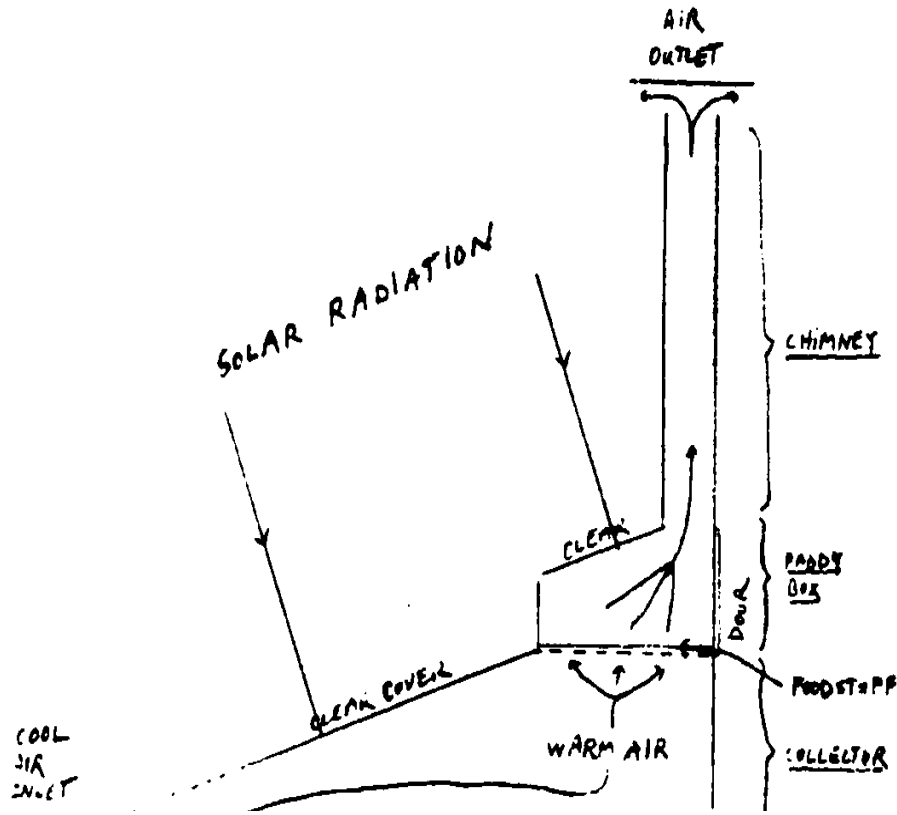 AiR
OUTLET
SOLAR RADIATION
CHiMNEY
CLEAR
PADDY
BOX
DOOR
CLEAR COVER
FOODSTUFF
COOL
AIR
INLET
WARM AIR
COLLECTOR